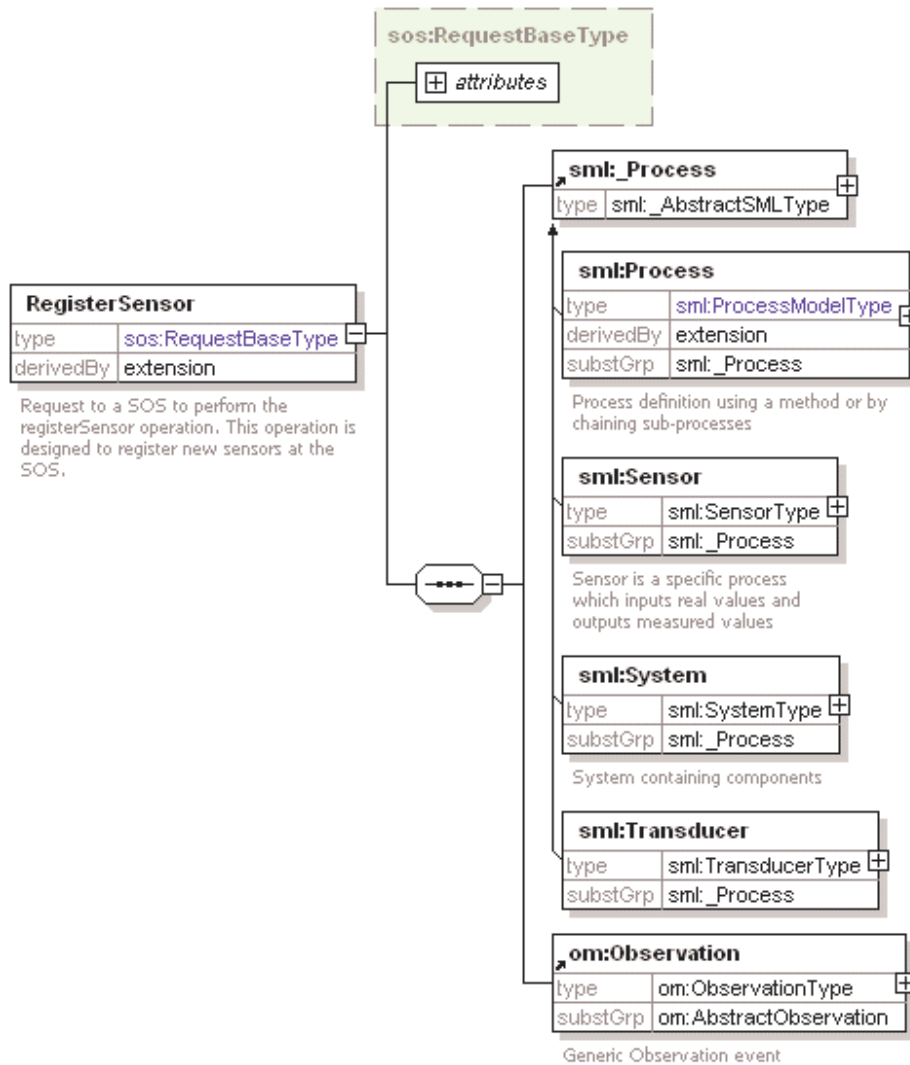 sos:RequestBaseType
attributes
sml:_Process
type sml:_AbstractSMLType
sml:Process
type sml:ProcessModelType
derivedBy extension
substGrp sml:_Process
Process definition using a method or by
chaining sub-processes
RegisterSensor
type sos:RequestBaseType
derivedBy extension
Request to a SOS to perform the
registerSensor operation. This operation is
designed to register new sensors at the
SOS.
sml:Sensor
type sml:SensorType
substGrp sml:_Process
Sensor is a specific process
which inputs real values and
outputs measured values
sml:System
type sml:SystemType
substGrp sml:_Process
System containing components
sml:Transducer
type sml:TransducerType
substGrp sml:_Process
om:Observation
type om:ObservationType
substGrp om:AbstractObservation
Generic Observation event